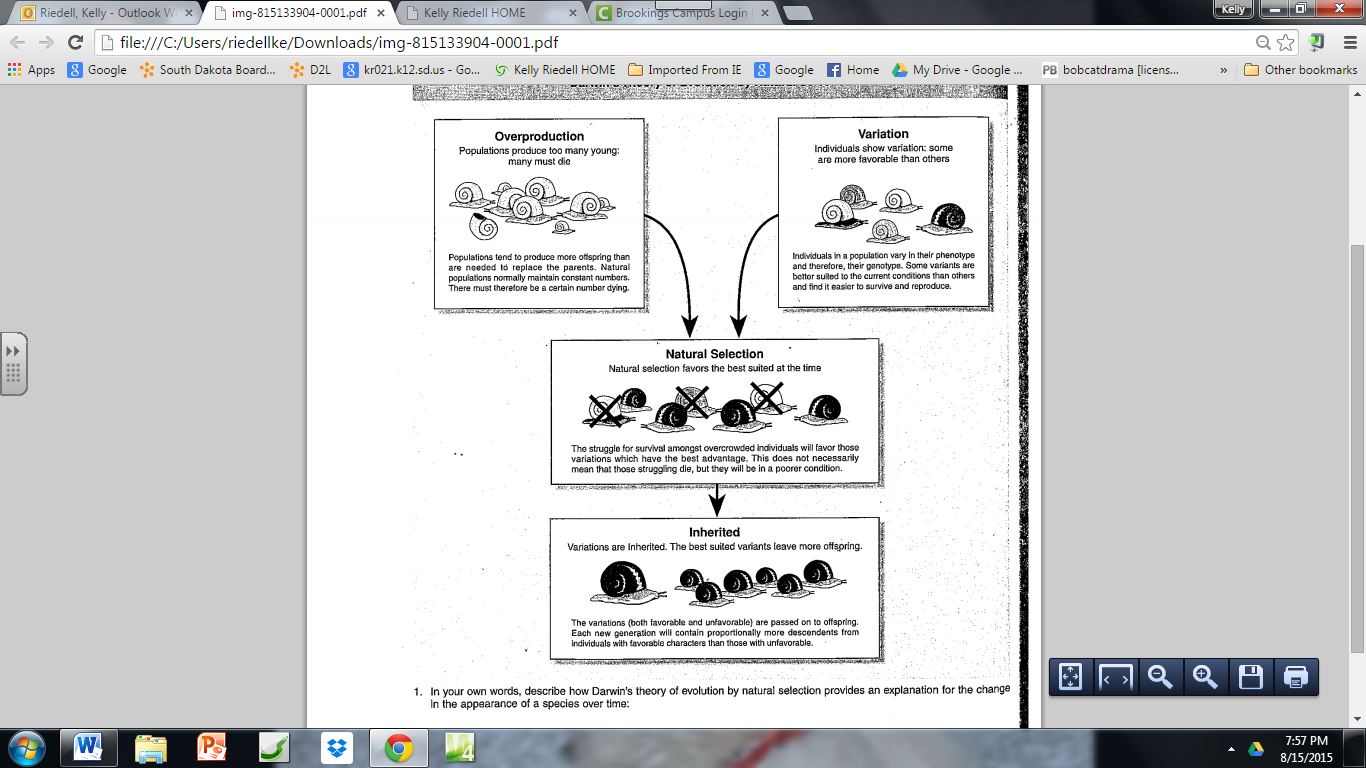 Riedell, Kelly - Outlook W
img-815133904-0001.pdf
Kelly Riedell HOME
Brookings Campus Login
Kelly
file:///C:/Users/riedellke/Downloads/img-815133904-0001.pdf
Apps
Google
South Dakota Board...
D2L
kr021.k12.sd.us - Go...
Kelly Riedell HOME
Imported From IE
Google
Home
My Drive - Google ...
PB bobcatdrama [licens...
»
Other bookmarks
Overproduction
Populations produce too many young:
many must die
Populations tend to produce more offspring than
are needed to replace the parents. Natural
populations normally maintain constant numbers.
There must therefore be a certain number dying.
Variation
Individuals show variation: some
are more favorable than others
Individuals in a population vary in their phenotype
and therefore, their genotype. Some variants are
better suited to the current conditions than others
and find it easier to survive and reproduce.
Natural Selection
Natural selection favors the best suited at the time
The struggle for survival amongst overcrowded individuals will favor those
variations which have the best advantage. This does not necessarily
mean that those struggling die, but they will be in a poorer condition.
Inherited
Variations are Inherited. The best suited variants leave more offspring.
The variations (both favorable and unfavorable) are passed on to offspring.
Each new generation will contain proportionally more descendents from
individuals with favorable characters than those with unfavorable.
1. In your own words, describe how Darwin's theory of evolution by natural selection provides an explanation for the change
in the appearance of a species over time:
7:57 PM
8/15/2015